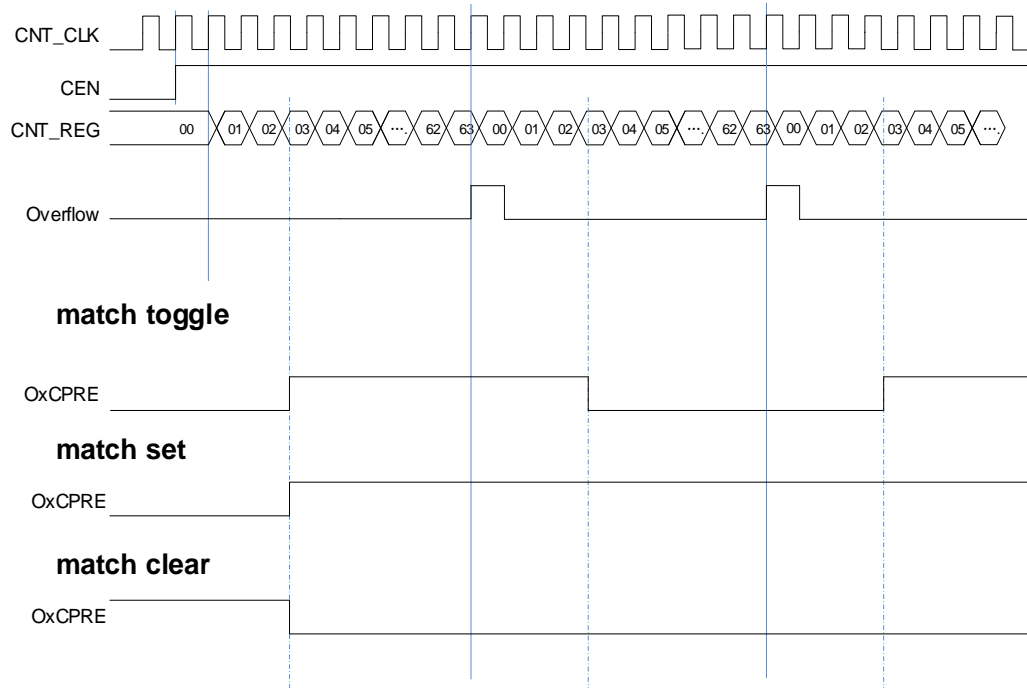 CNT_CLK
CEN
CNT_REG 00 01 02 03 04 05 …. 62 63 00 01 02 03 04 05 …. 62 63 00 01 02 03 04 05 ….
Overflow
match toggle
OxCPRE
match set
OxCPRE
match clear
OxCPRE